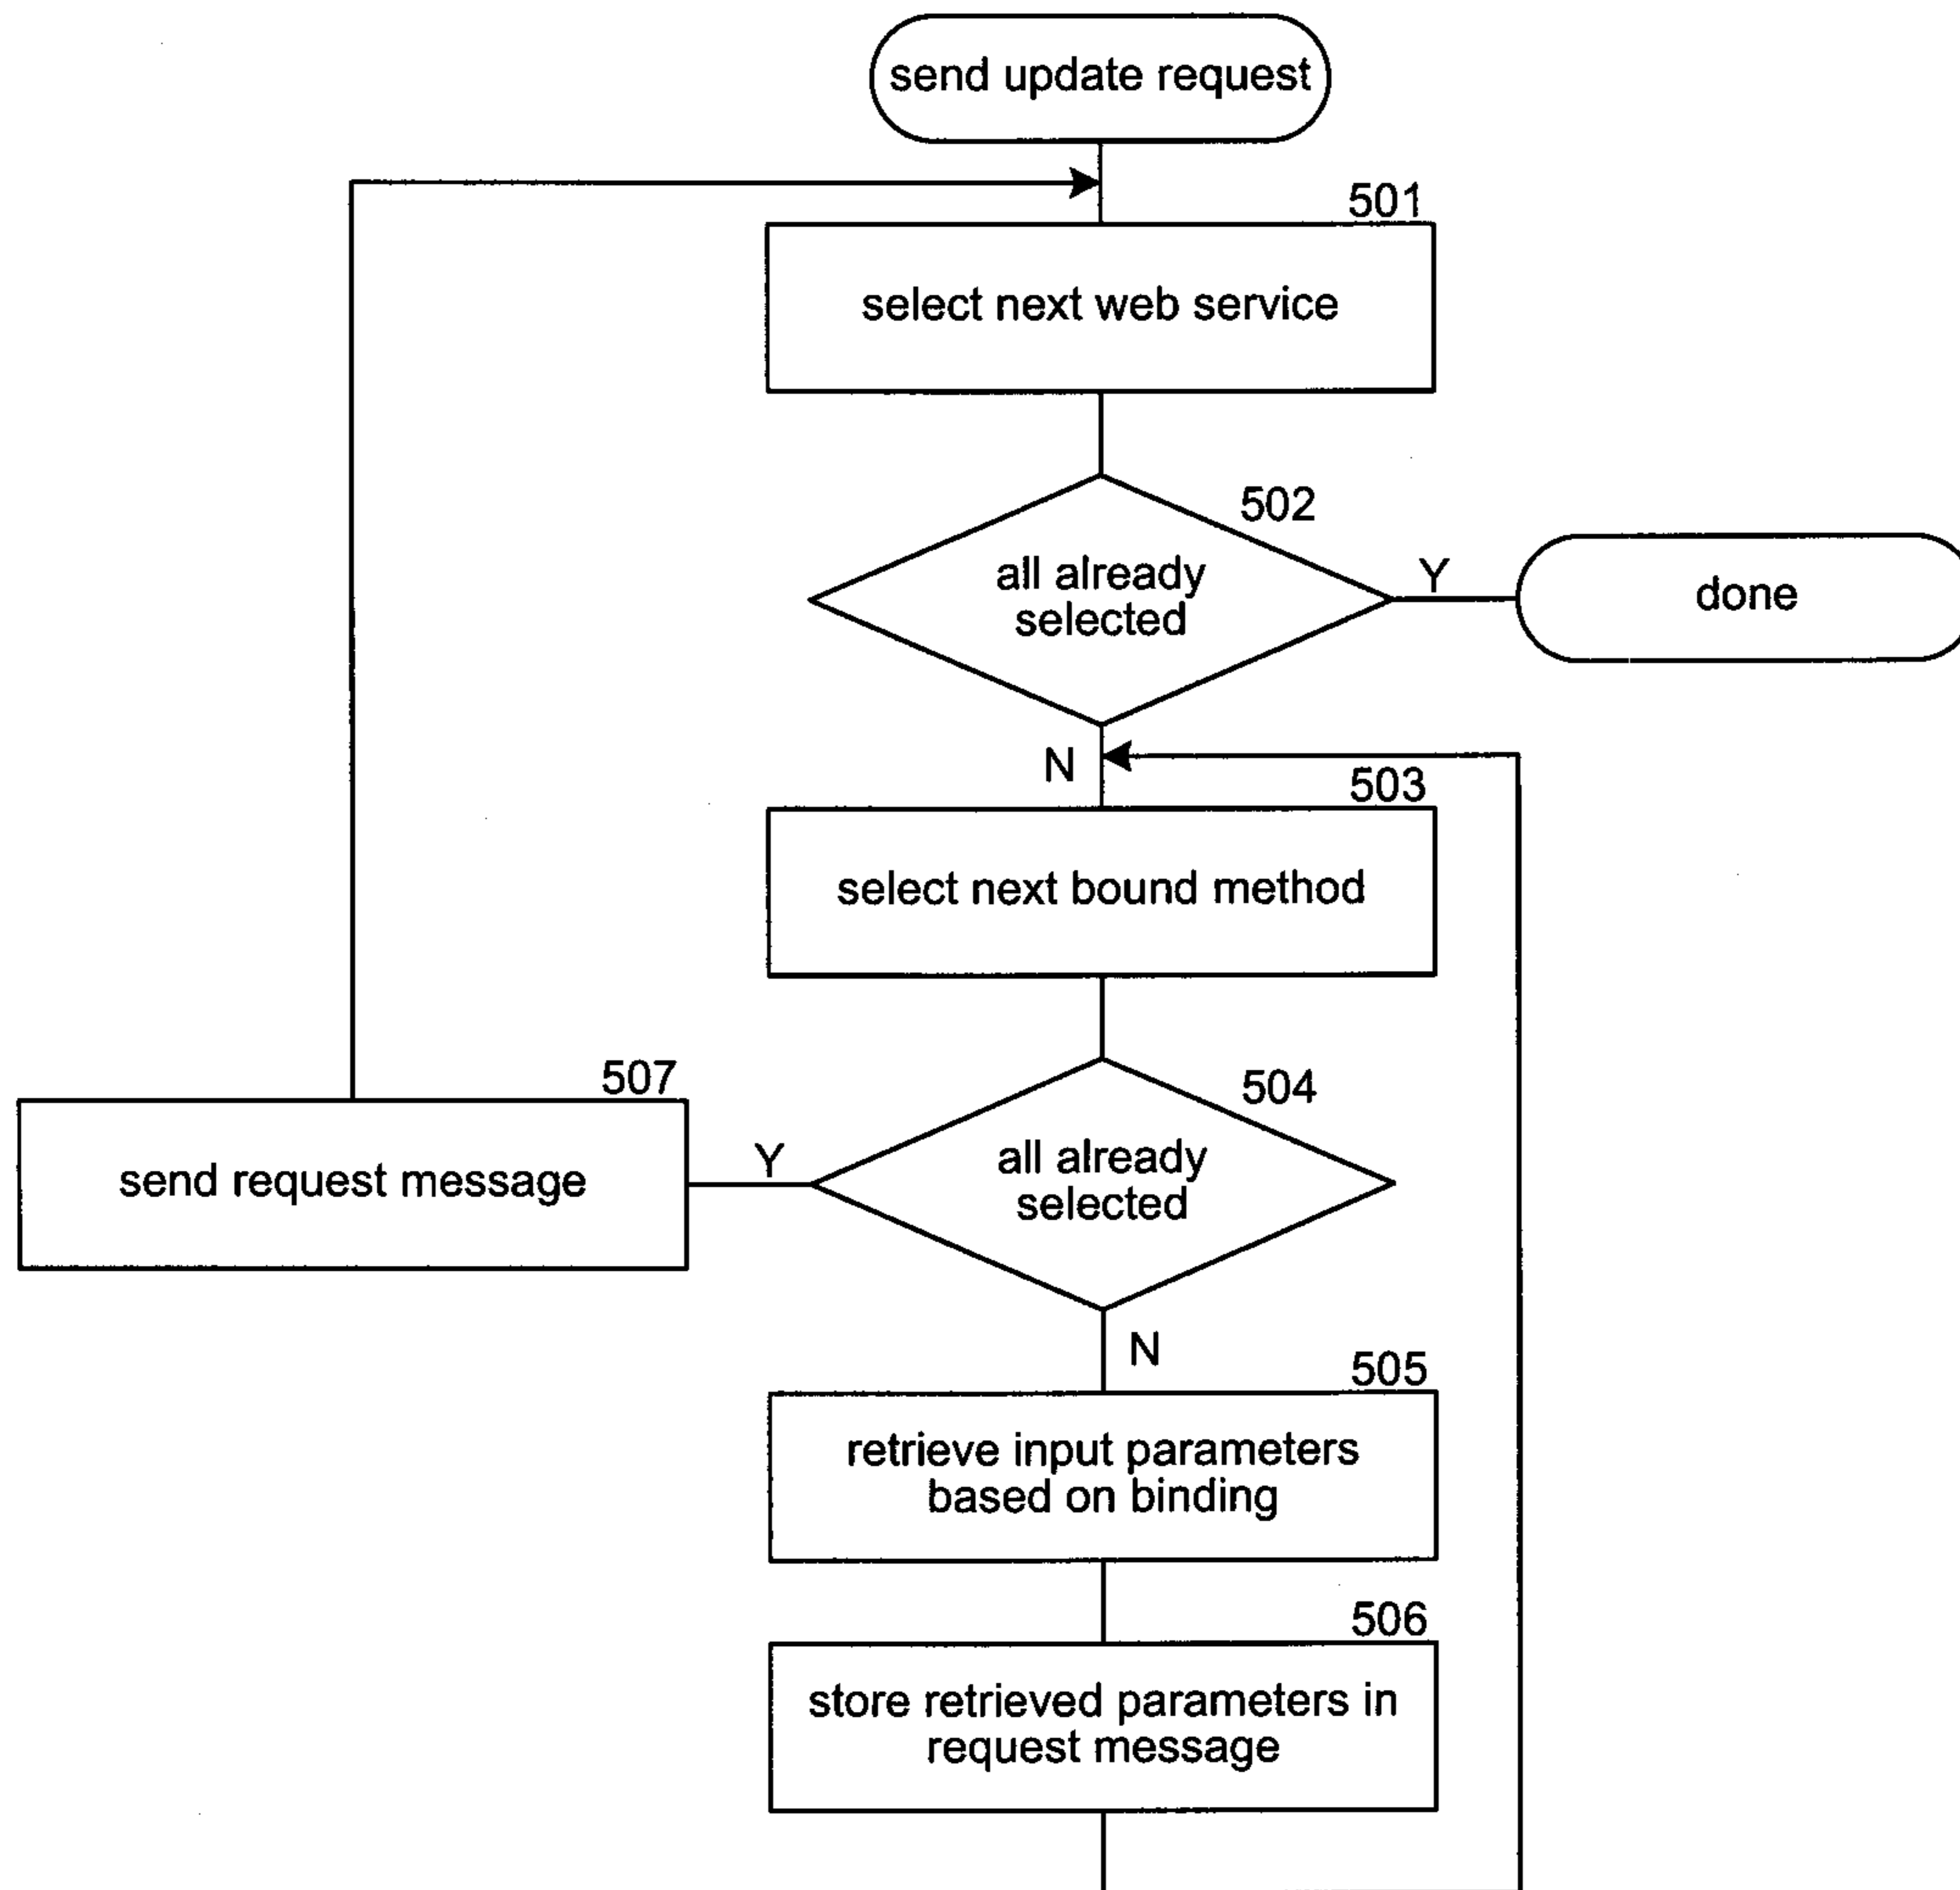 send update request
501
select next web service
502
all already
selected
Y
done
N
503
select next bound method
507
send request message
Y
504
all already
selected
N
505
retrieve input parameters
based on binding
506
store retrieved parameters in
request message